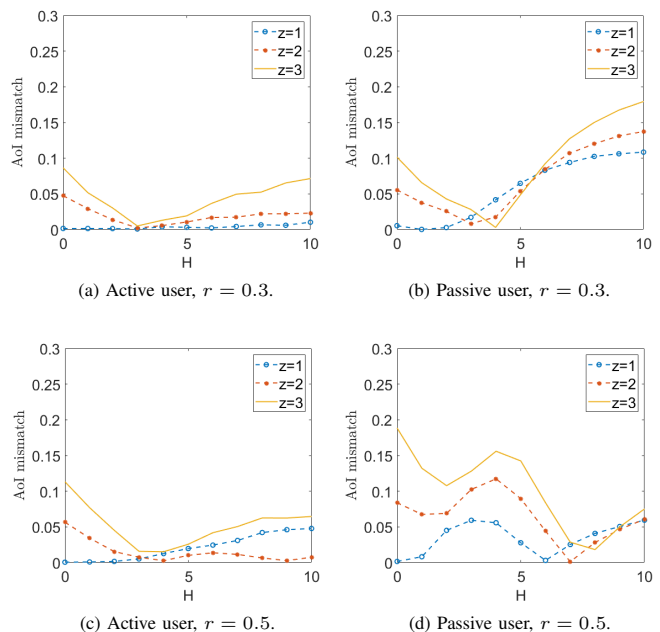 0.3
0.25
0.2
0.15
0.1
0.05
0
AoI mismatch
z=1
z=2
z=3
0 5 10
H
(a) Active user, r = 0.3.
0.3
0.25
0.2
0.15
0.1
0.05
0
AoI mismatch
z=1
z=2
z=3
0 5 10
H
(b) Passive user, r = 0.3.
0.3
0.25
0.2
0.15
0.1
0.05
0
AoI mismatch
z=1
z=2
z=3
0 5 10
H
(c) Active user, r = 0.5.
0.3
0.25
0.2
0.15
0.1
0.05
0
AoI mismatch
z=1
z=2
z=3
0 5 10
H
(d) Passive user, r = 0.5.